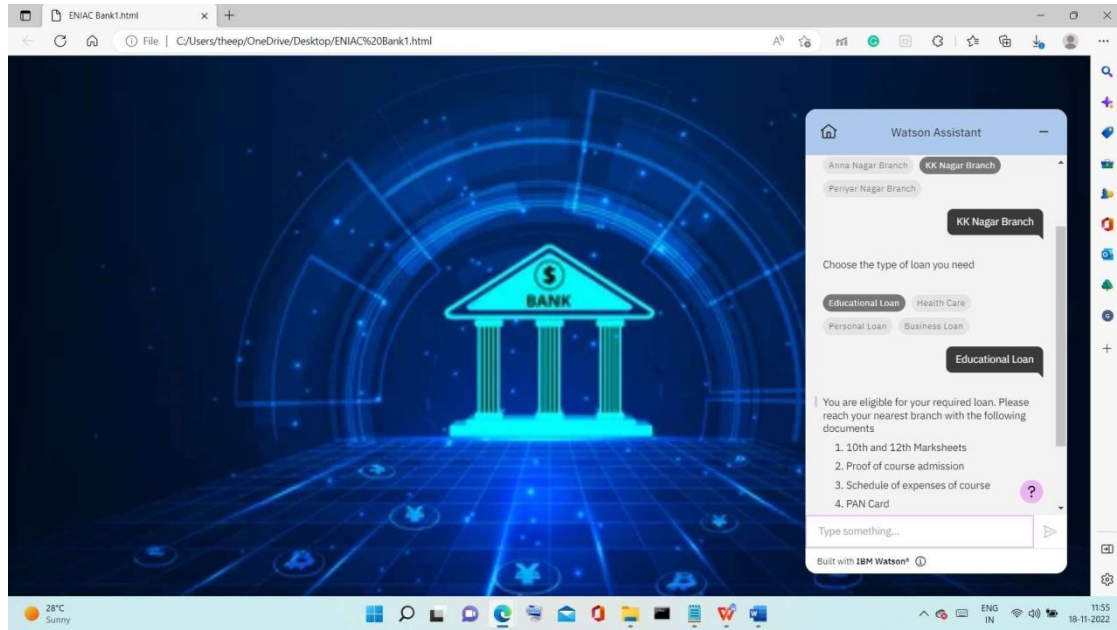 ENIAC Bank1.html
File | C:/Users/theep/OneDrive/Desktop/ENIAC%20Bank1.html
Watson Assistant
Anna Nagar Branch KK Nagar Branch
Periyar Nagar Branch
KK Nagar Branch
Choose the type of loan you need
Educational Loan Health Care
Personal Loan Business Loan
Educational Loan
You are eligible for your required loan. Please
reach your nearest branch with the following
documents
1. 10th and 12th Marksheets
2. Proof of course admission
3. Schedule of expenses of course
4. PAN Card
?
Type something...
Built with IBM Watson®
$
BANK
28°C
Sunny
ENG
IN
11:55
18-11-2022